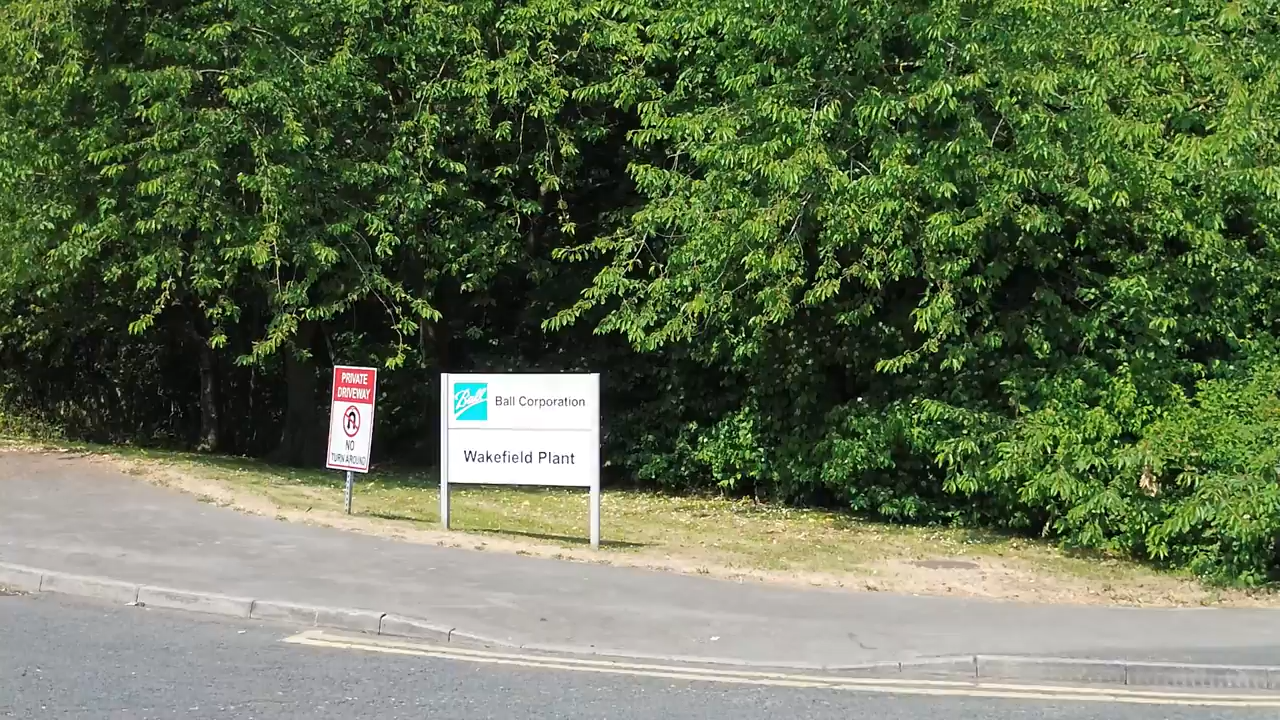 PRIVATE
DRIVEWAY
NO
TURN AROUND
Ball
Ball Corporation
Wakefield Plant